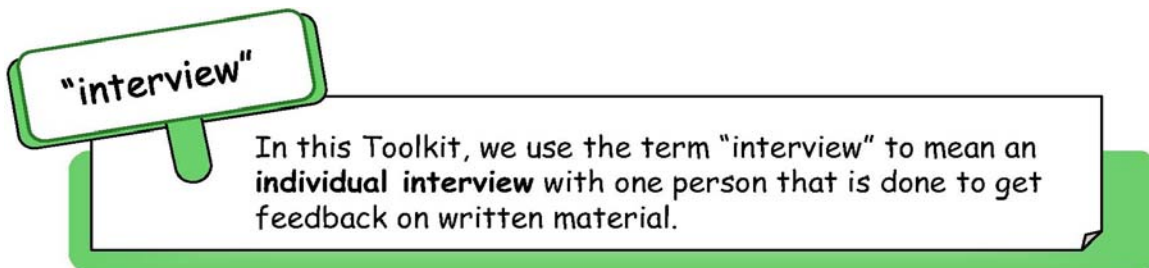 "interview"
In this Toolkit, we use the term "interview" to mean an
individual interview with one person that is done to get
feedback on written material.